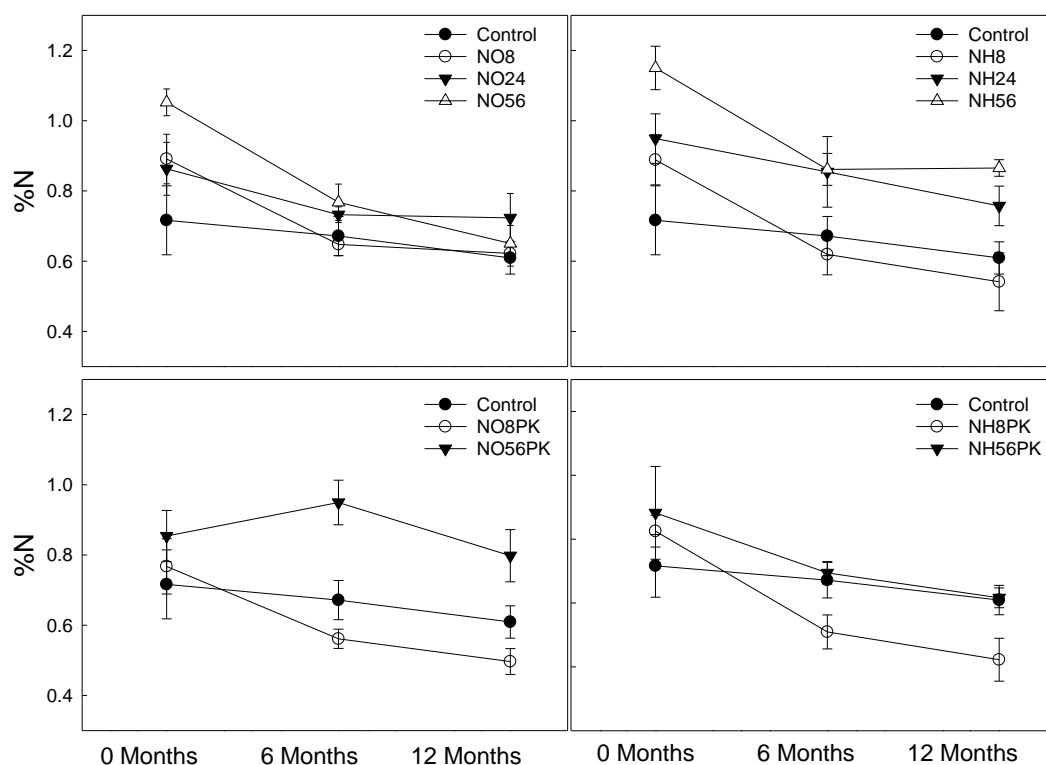 Control
NO8
NO24
NO56
Control
NH8
NH24
NH56
1.2
1.0
0.8
0.6
0.4
%N
Control
NO8PK
NO56PK
Control
NH8PK
NH56PK
1.2
1.0
0.8
0.6
0.4
%N
0 Months 6 Months 12 Months 0 Months 6 Months 12 Months